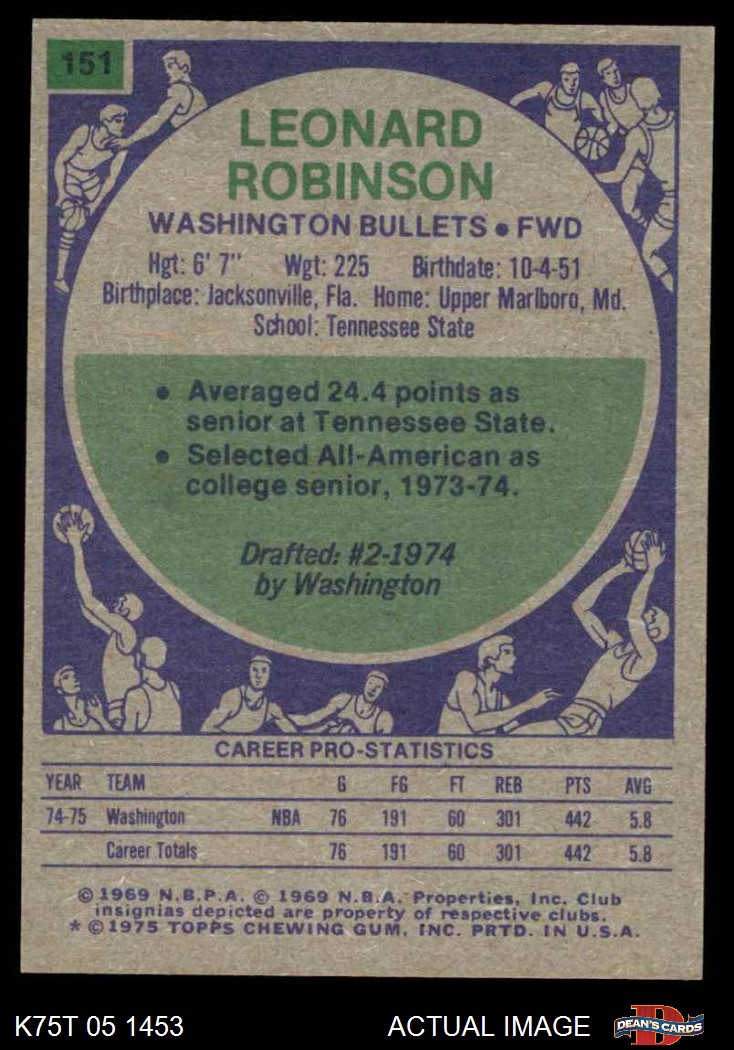 151
LEONARD
ROBINSON
WASHINGTON BULLETS • FWD
Hgt: 6' 7" Wgt: 225 Birthdate: 10-4-51
Birthplace: Jacksonville, Fla. Home: Upper Marlboro, Md.
School: Tennessee State
• Averaged 24.4 points as
senior at Tennessee State.
• Selected All-American as
college senior, 1973-74.
Drafted: #2-1974
by Washington
CAREER PRO-STATISTICS
YEAR TEAM G FG FT REB PTS AVG
74-75 Washington NBA 76 191 60 301 442 5.8
Career Totals 76 191 60 301 442 5.8
© 1969 N.B.P.A. © 1969 N.B.A. Properties, Inc. Club
insignias depicted are property of respective clubs.
* © 1975 TOPPS CHEWING GUM, INC. PRTD. IN U.S.A.
K75T 05 1453 ACTUAL IMAGE D DEAN'S CARDS